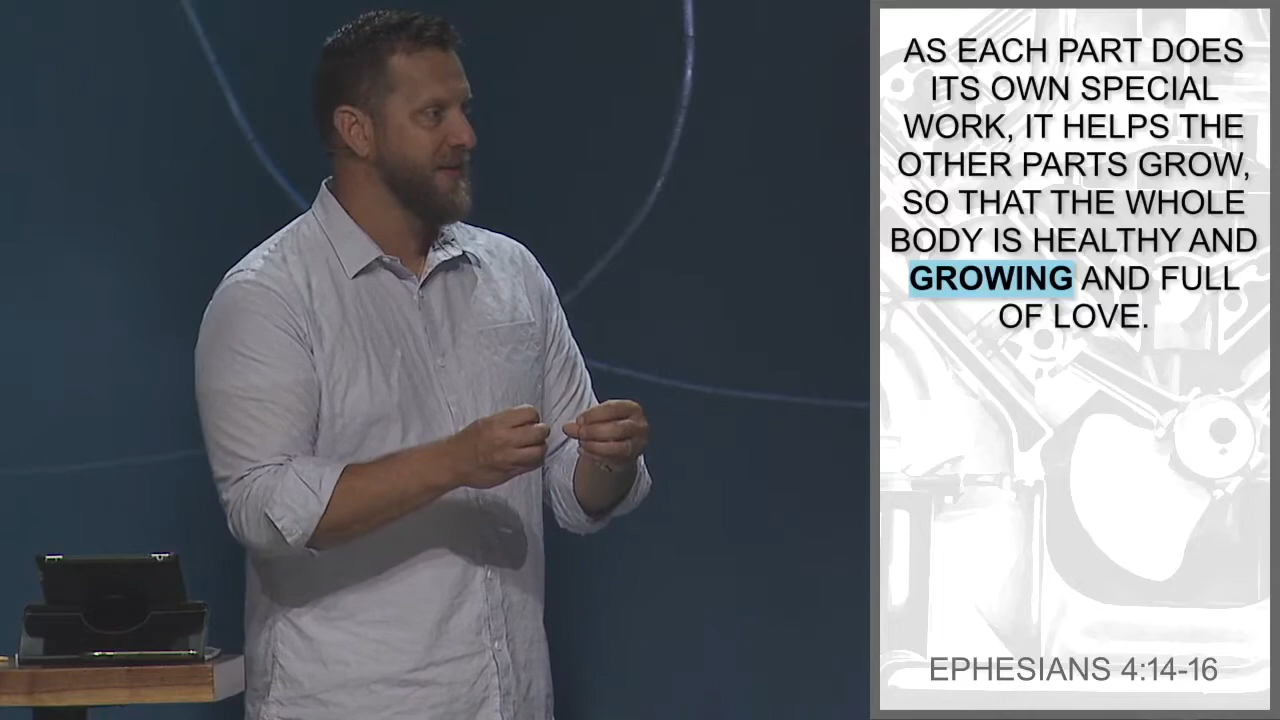 AS EACH PART DOES
ITS OWN SPECIAL
WORK, IT HELPS THE
OTHER PARTS GROW,
SO THAT THE WHOLE
BODY IS HEALTHY AND
GROWING AND FULL
OF LOVE.
EPHESIANS 4:14-16